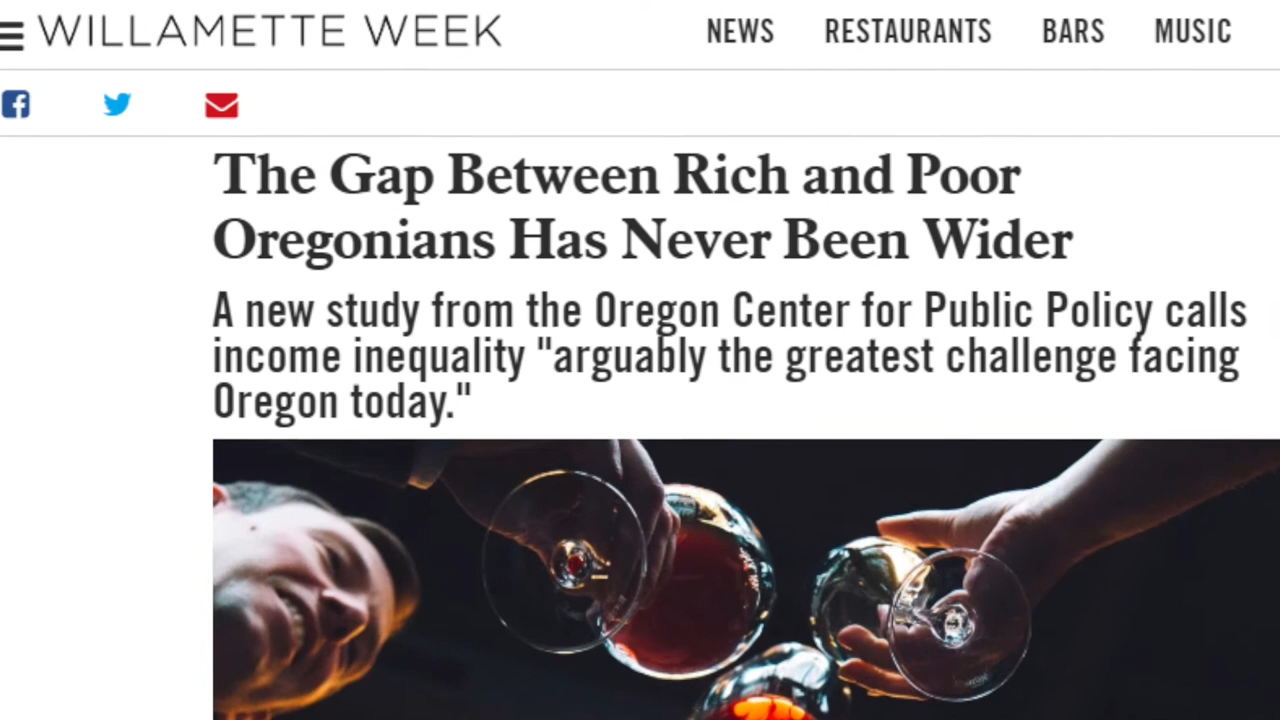 WILLAMETTE WEEK NEWS RESTAURANTS BARS MUSIC
The Gap Between Rich and Poor
Oregonians Has Never Been Wider
A new study from the Oregon Center for Public Policy calls
income inequality "arguably the greatest challenge facing
Oregon today."